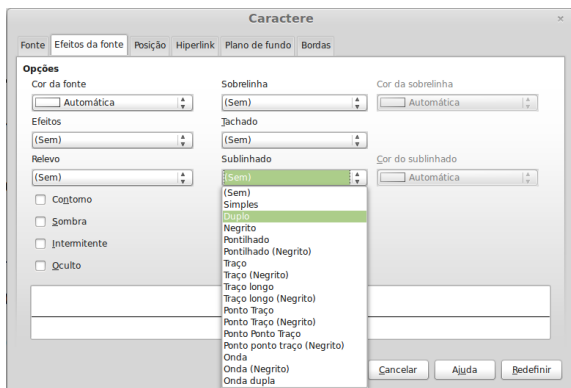 Caractere
Fonte Efeitos da fonte Posição Hiperlink Plano de fundo Bordas
Opções
Cor da fonte Sobrelinha Cor da sobrelinha
Automática (Sem) Automática
Efeitos Tachado
(Sem) (Sem)
Relevo Sublinhado Cor do sublinhado
(Sem) (Sem) Automática
Contorno
Sombra
Intermitente
Oculto
(Sem)
Simples
Duplo
Negrito
Pontilhado
Pontilhado (Negrito)
Traço
Traço (Negrito)
Traço longo
Traço longo (Negrito)
Ponto Traço
Ponto Traço (Negrito)
Ponto Ponto Traço
Ponto ponto traço (Negrito)
Onda
Onda (Negrito)
Onda dupla
Cancelar Ajuda Redefinir